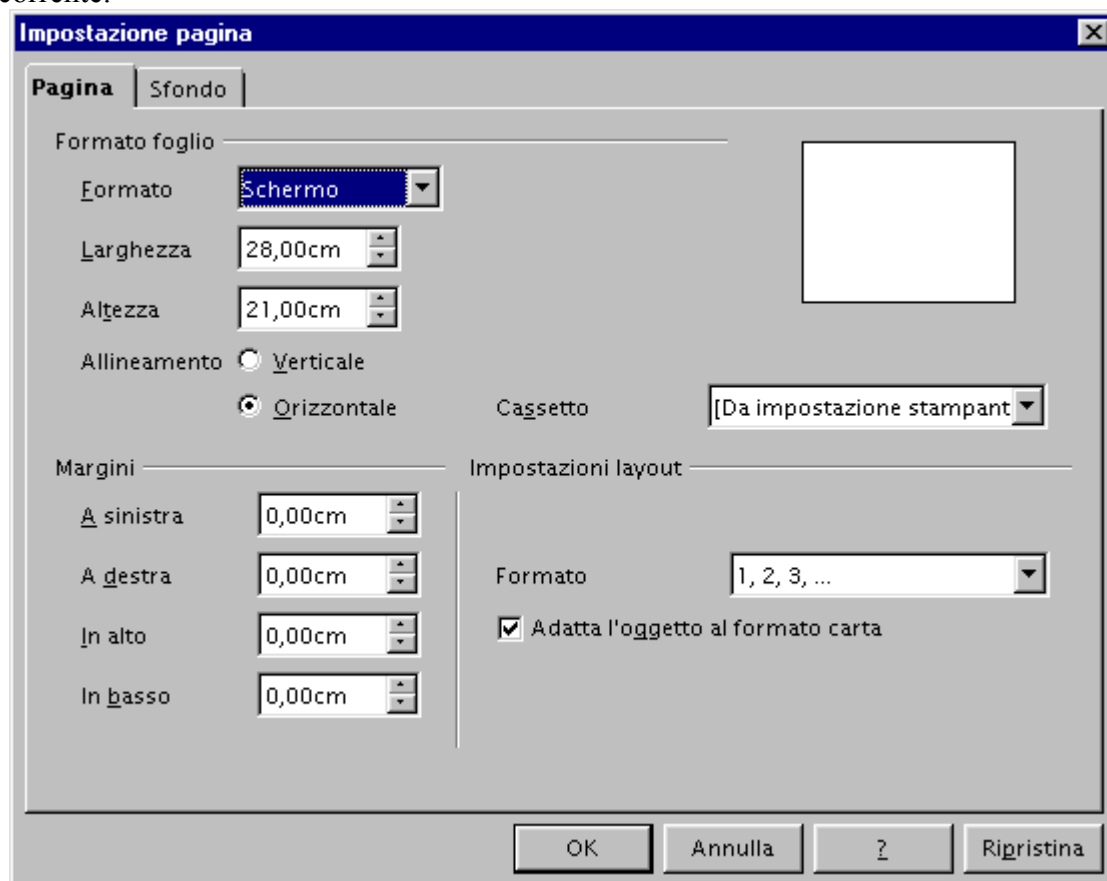 corrente.
Impostazione pagina
Pagina Sfondo
Formato foglio
Formato Schermo
Larghezza 28,00cm
Altezza 21,00cm
Allineamento Verticale
Orizzontale Cassetto [Da impostazione stampant
Margini Impostazioni layout
A sinistra 0,00cm
A destra 0,00cm Formato 1, 2, 3, ...
In alto 0,00cm Adatta l'oggetto al formato carta
In basso 0,00cm
OK Annulla ? Ripristina